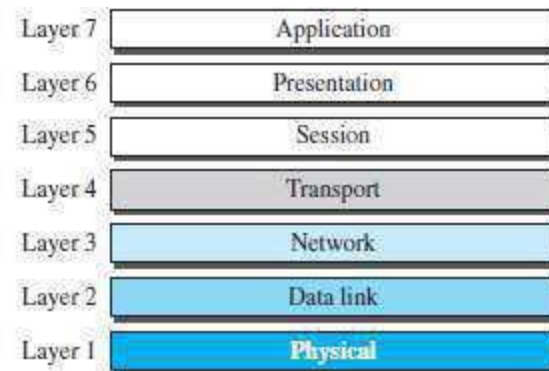 Layer 7 Application
Layer 6 Presentation
Layer 5 Session
Layer 4 Transport
Layer 3 Network
Layer 2 Data link
Layer 1 Physical